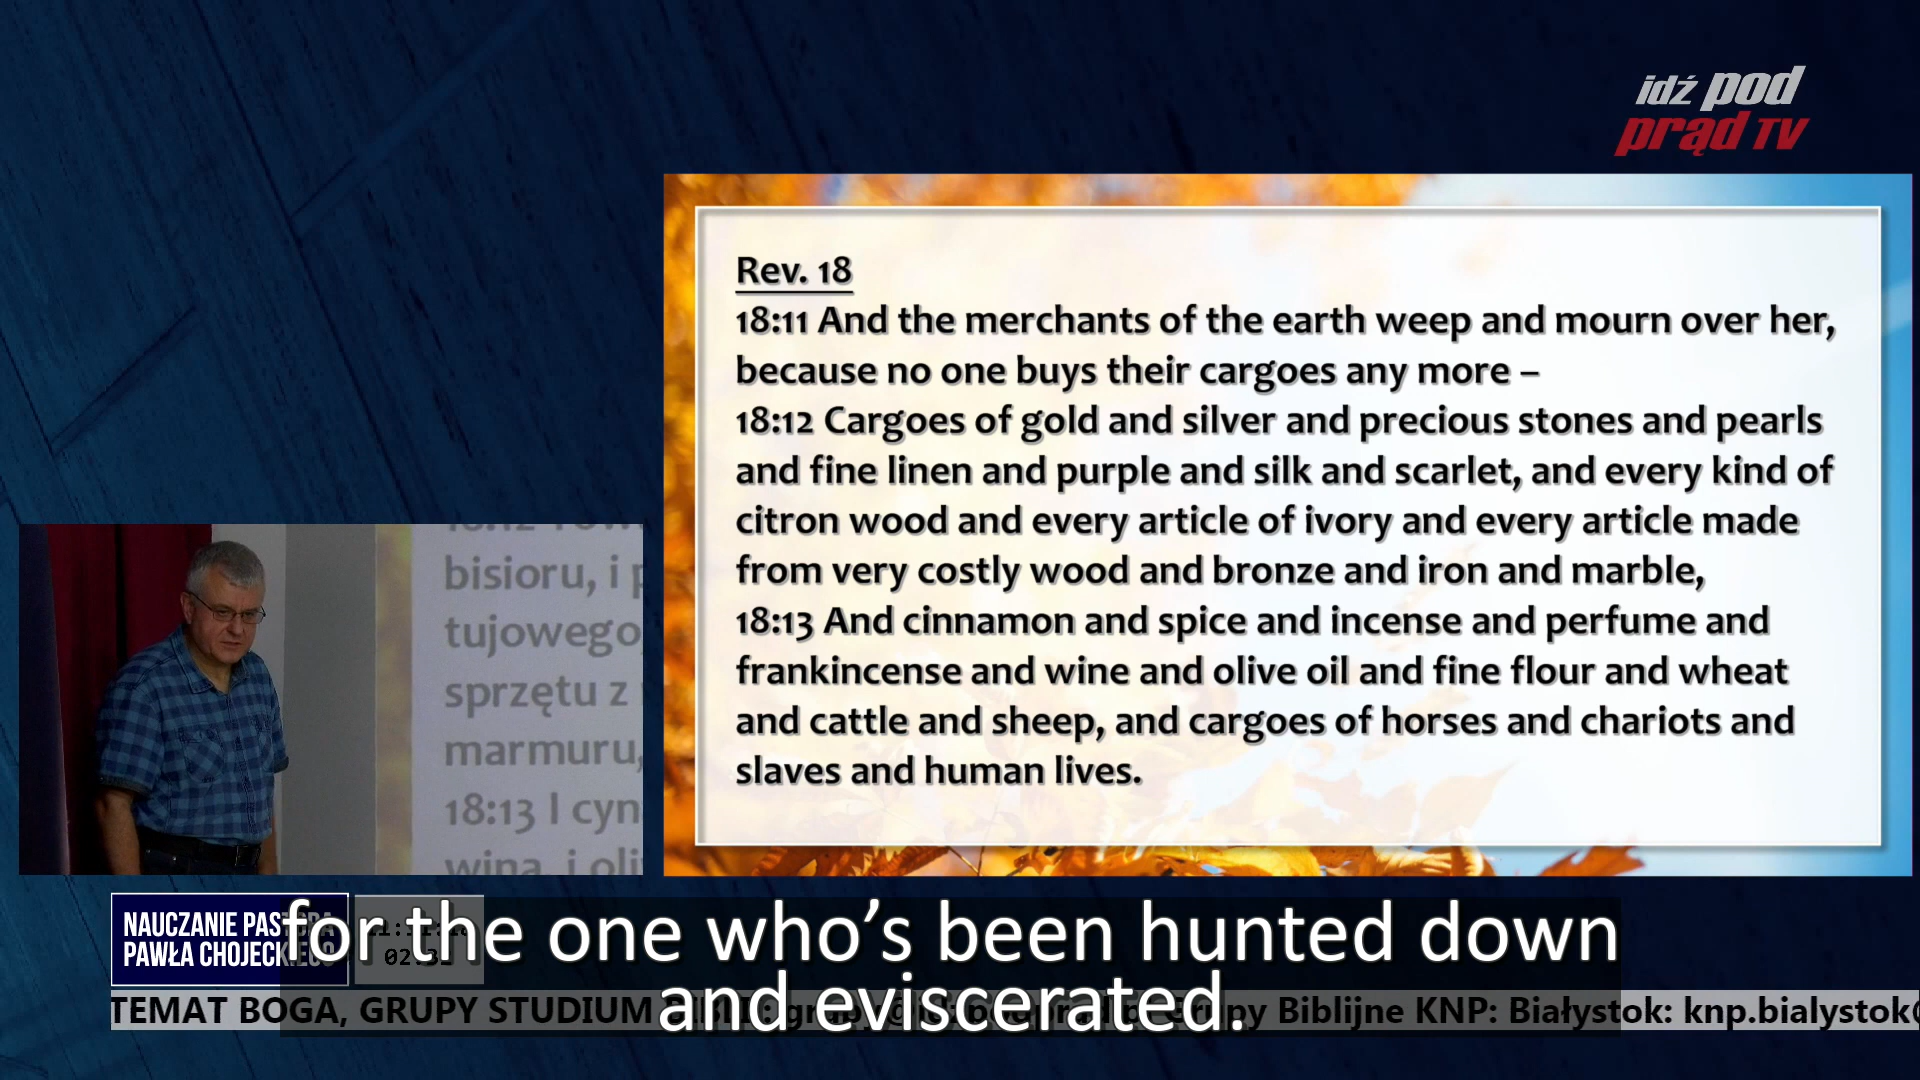 idź pod
prąd TV
Rev. 18
18:11 And the merchants of the earth weep and mourn over her,
because no one buys their cargoes any more –
18:12 Cargoes of gold and silver and precious stones and pearls
and fine linen and purple and silk and scarlet, and every kind of
citron wood and every article of ivory and every article made
from very costly wood and bronze and iron and marble,
18:13 And cinnamon and spice and incense and perfume and
frankincense and wine and olive oil and fine flour and wheat
and cattle and sheep, and cargoes of horses and chariots and
slaves and human lives.
bisioru, i
tujowego,
sprzętu z
marmuru,
18:13 I cyn
wina, i oli
NAUCZANIE PASTORA
PAWŁA CHOJECKIEGO
for the one who’s been hunted down
and eviscerated.
TEMAT BOGA, GRUPY STUDIUM Grupy Biblijne KNP: Białystok: knp.bialystok@